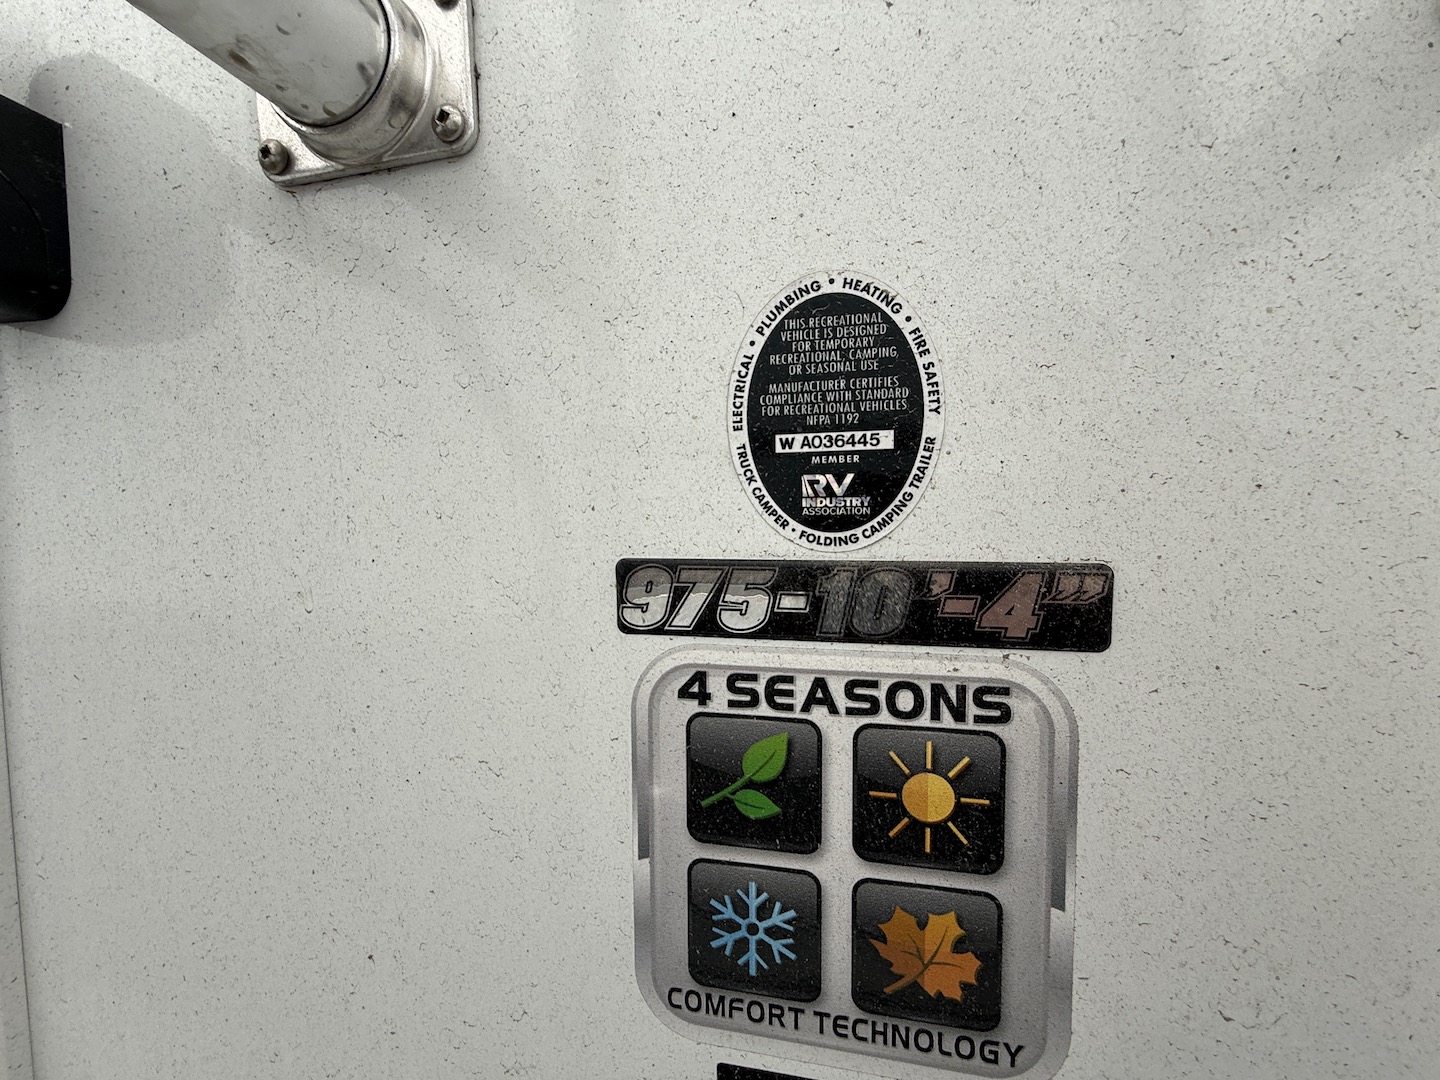 ELECTRICAL • PLUMBING • HEATING • FIRE SAFETY
THIS RECREATIONAL
VEHICLE IS DESIGNED
FOR TEMPORARY
RECREATIONAL, CAMPING,
OR SEASONAL USE
MANUFACTURER CERTIFIES
COMPLIANCE WITH STANDARD
FOR RECREATIONAL VEHICLES
NFPA 1192
W A036445
MEMBER
RV
INDUSTRY
ASSOCIATION
TRUCK CAMPER • FOLDING CAMPING TRAILER
975-10'-4"
4 SEASONS
COMFORT TECHNOLOGY